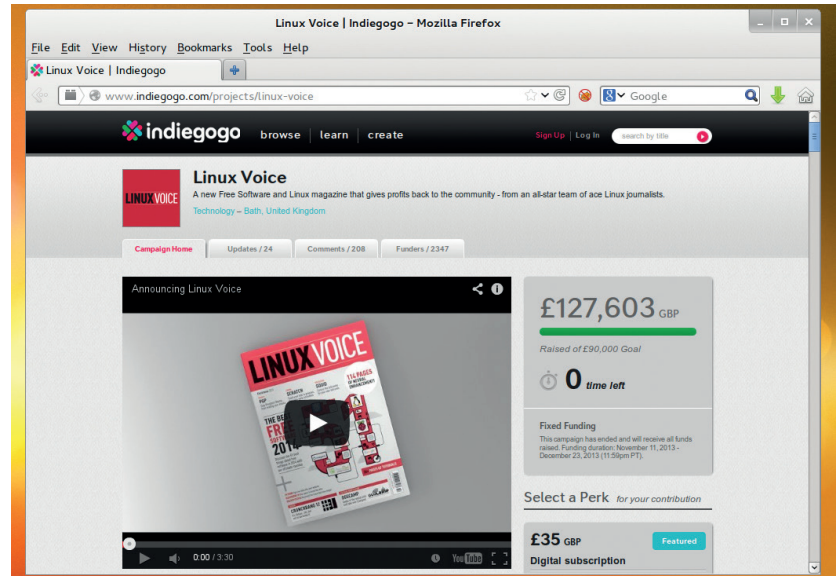 Linux Voice | Indiegogo – Mozilla Firefox
File Edit View History Bookmarks Tools Help
Linux Voice | Indiegogo
www.indiegogo.com/projects/linux-voice
Google
indiegogo browse learn create
Sign Up | Log In search by title
LINUX VOICE
Linux Voice
A new Free Software and Linux magazine that gives profits back to the community - from an all-star team of ace Linux journalists.
Technology – Bath, United Kingdom
Campaign Home Updates / 24 Comments / 208 Funders / 2347
Announcing Linux Voice
LINUX VOICE
114 PAGES
2014
0:00 / 3:30
YouTube
£127,603 GBP
Raised of £90,000 Goal
0 time left
Fixed Funding
This campaign has ended and will receive all funds
raised. Funding duration: November 11, 2013 -
December 23, 2013 (11:59pm PT).
Select a Perk for your contribution
£35 GBP
Featured
Digital subscription